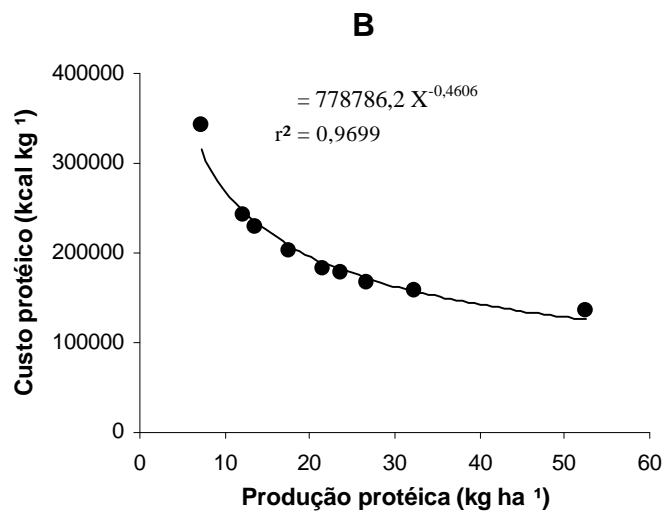 B
400000
= 778786,2 X^-0,4606
r² = 0,9699
300000
200000
100000
0
Custo protéico (kcal kg ¹)
0 10 20 30 40 50 60
Produção protéica (kg ha ¹)